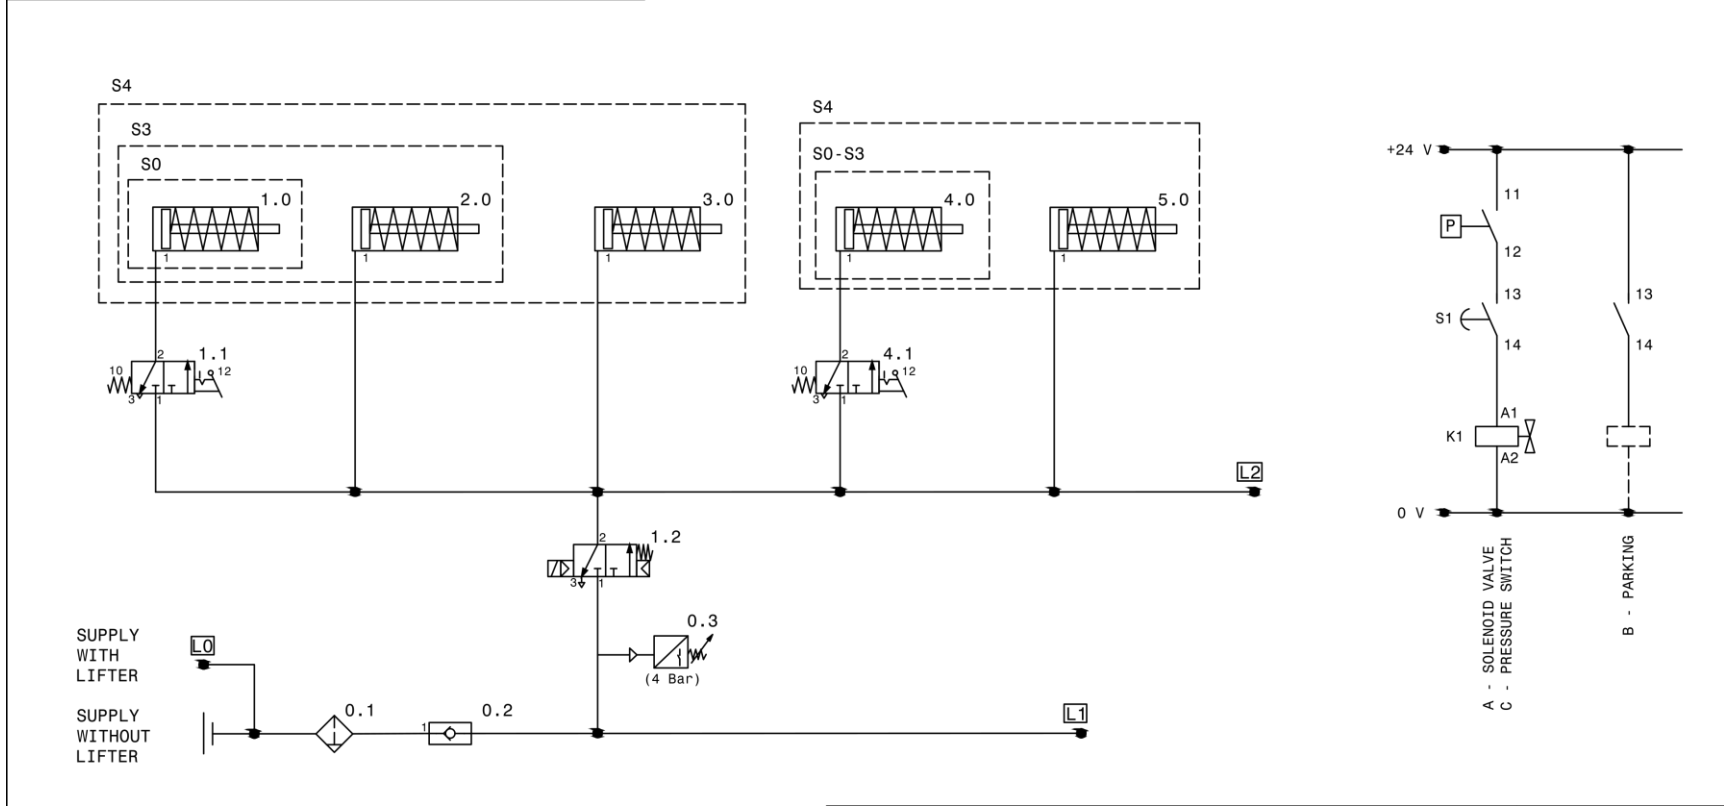 S4
S3
S0
1.0
2.0
3.0
1
1
1
S4
S0-S3
4.0
5.0
1
1
10
2
1.1
12
3
1
10
2
4.1
12
3
1
L2
2
1.2
3
1
0.3
(4 Bar)
SUPPLY
WITH
LIFTER
L0
SUPPLY
WITHOUT
LIFTER
0.1
1
0.2
L1
+24 V
11
P
12
13
S1
14
13
14
A1
K1
A2
0 V
A - SOLENOID VALVE
C - PRESSURE SWITCH
B - PARKING